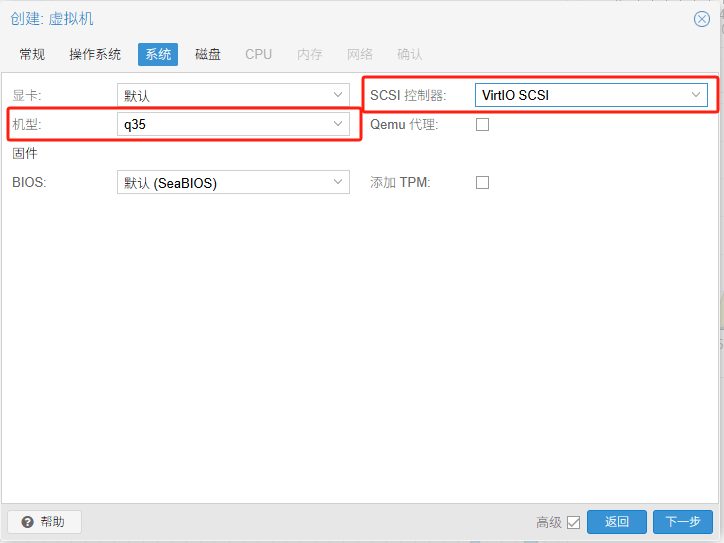 创建: 虚拟机
常规 操作系统 系统 磁盘 CPU 内存 网络 确认
显卡: 默认 SCSI 控制器: VirtIO SCSI
机型: q35 Qemu 代理:
固件
BIOS: 默认 (SeaBIOS) 添加 TPM:
帮助 高级 返回 下一步